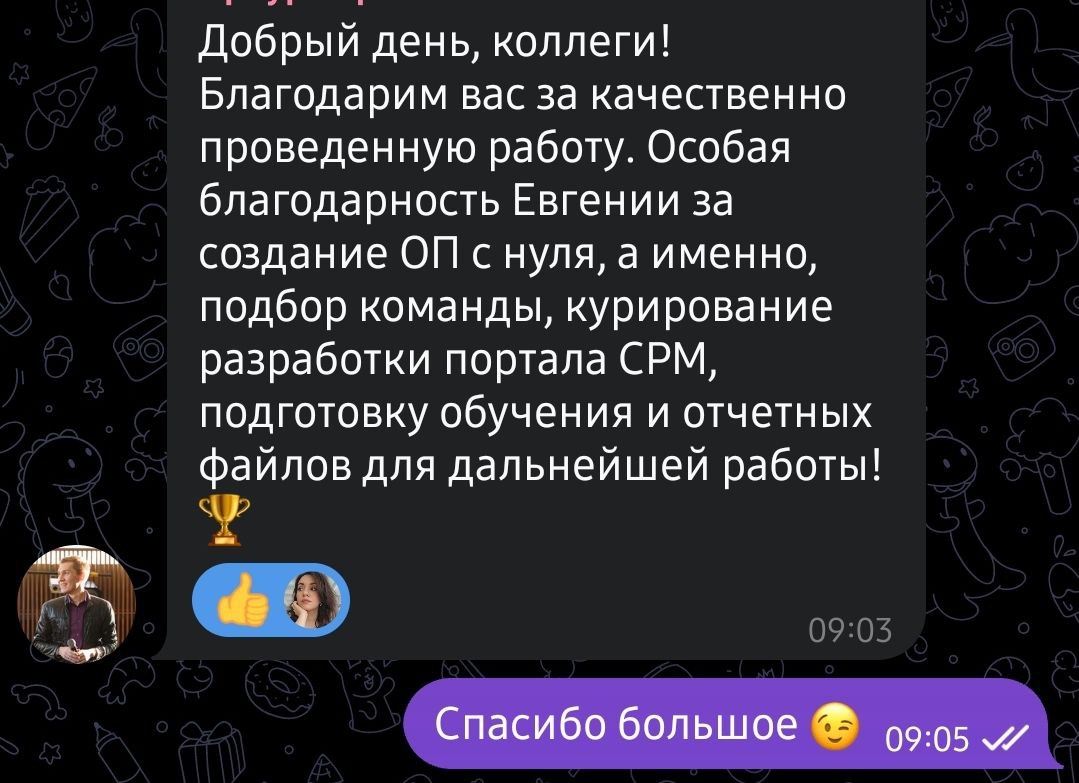 Добрый день, коллеги!
Благодарим вас за качественно
проведенную работу. Особая
благодарность Евгении за
создание ОП с нуля, а именно,
подбор команды, курирование
разработки портала СРМ,
подготовку обучения и отчетных
файлов для дальнейшей работы!
🏆
👍
09:03
Спасибо большое 😉 09:05